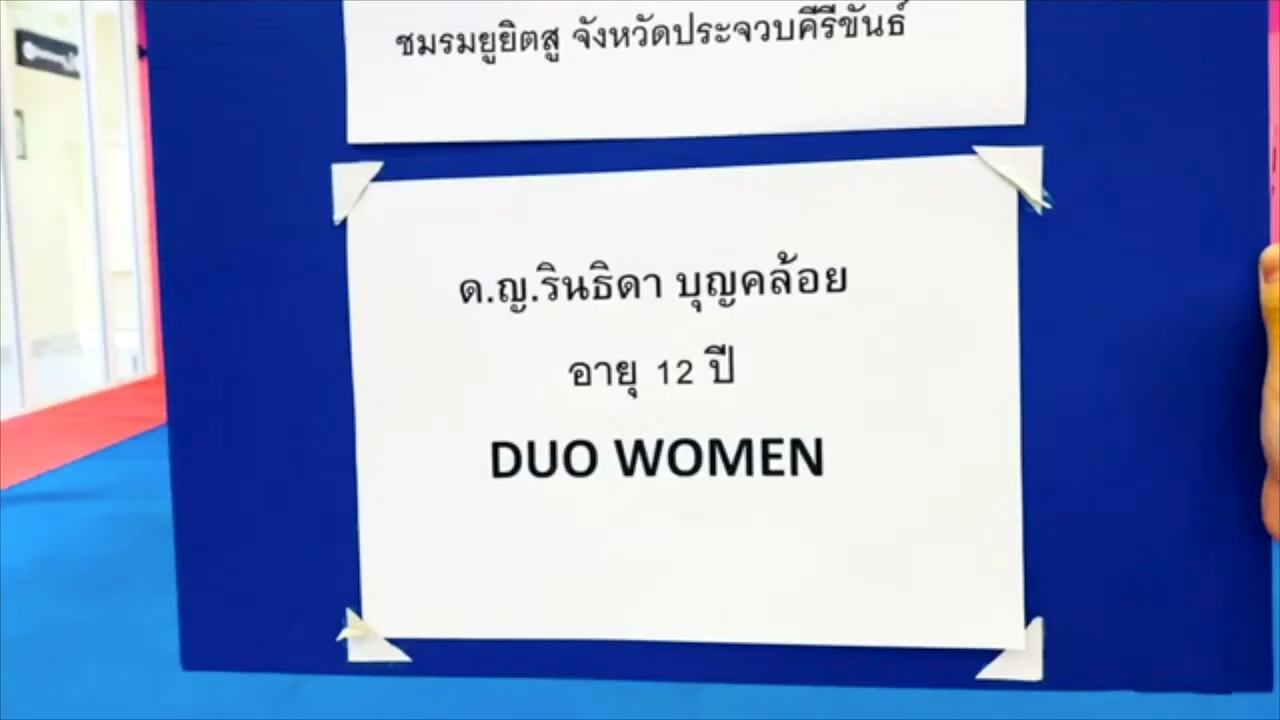 ชมรมยูยิตสู จังหวัดประจวบคีรีขันธ์
ด.ญ.รินธิดา บุญคล้อย
อายุ 12 ปี
DUO WOMEN